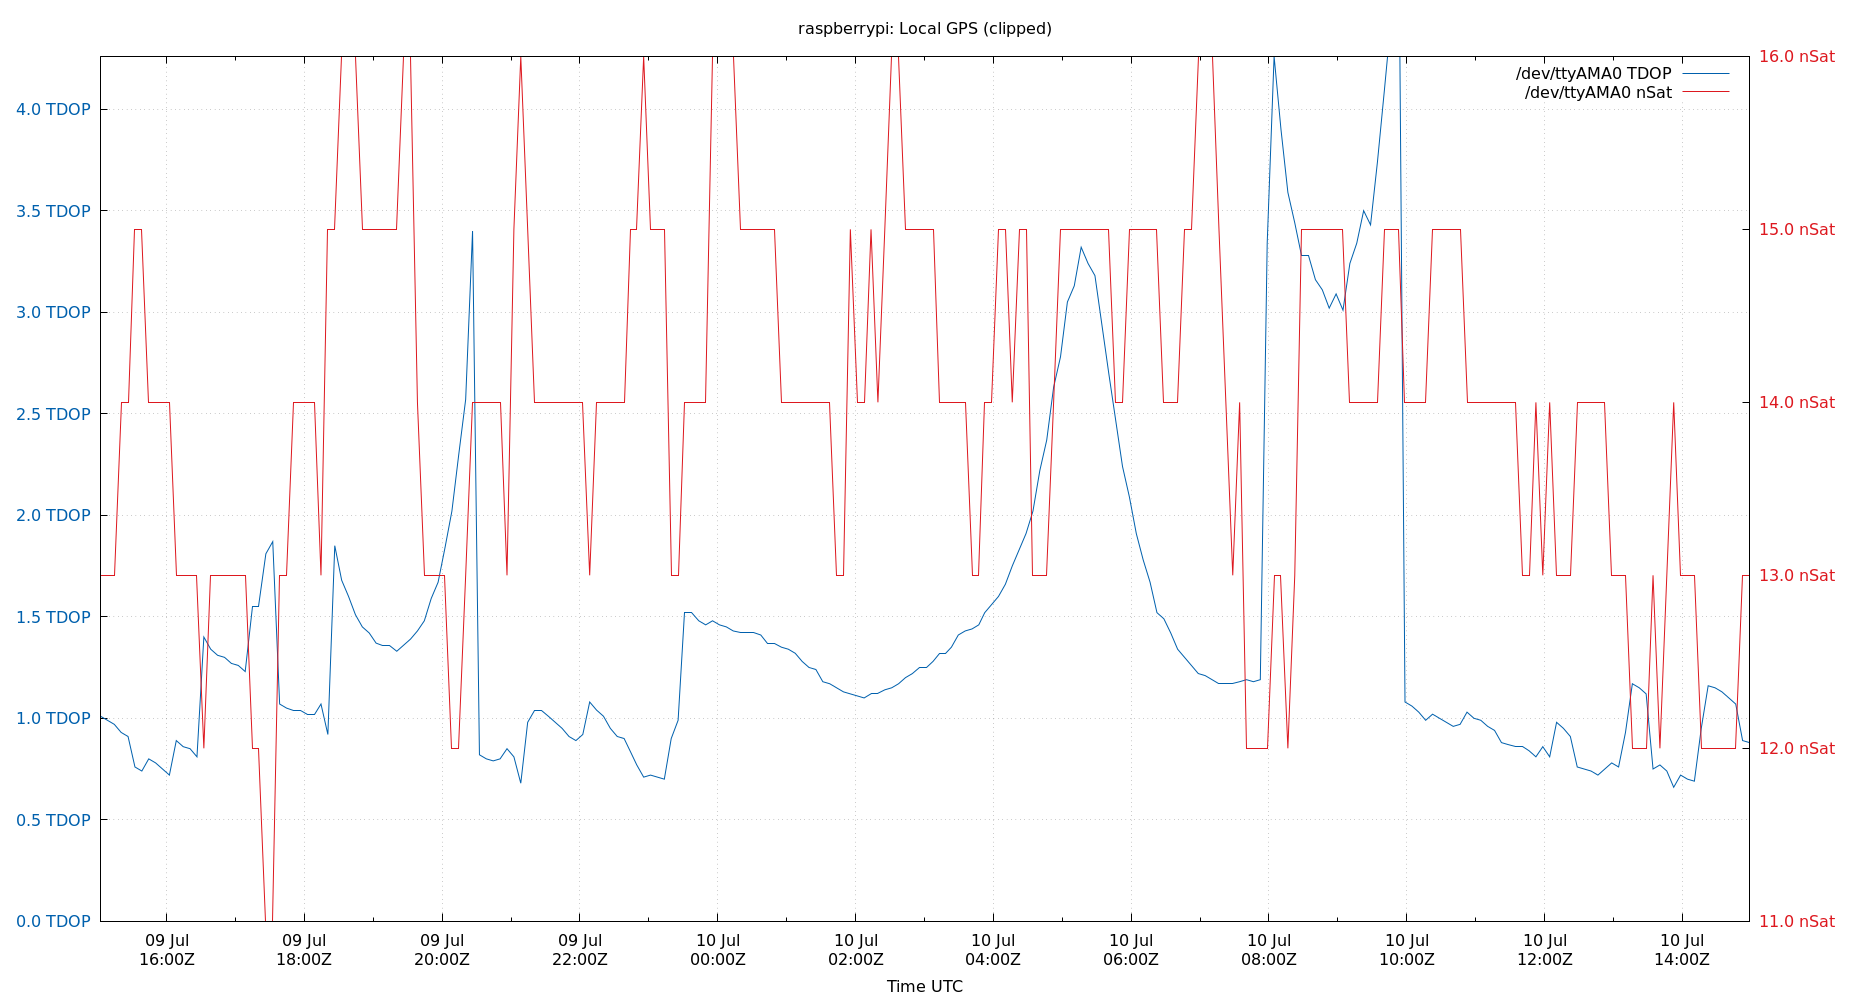 raspberrypi: Local GPS (clipped)
/dev/ttyAMA0 TDOP
/dev/ttyAMA0 nSat
4.0 TDOP
3.5 TDOP
3.0 TDOP
2.5 TDOP
2.0 TDOP
1.5 TDOP
1.0 TDOP
0.5 TDOP
0.0 TDOP
16.0 nSat
15.0 nSat
14.0 nSat
13.0 nSat
12.0 nSat
11.0 nSat
09 Jul
16:00Z
09 Jul
18:00Z
09 Jul
20:00Z
09 Jul
22:00Z
10 Jul
00:00Z
10 Jul
02:00Z
10 Jul
04:00Z
10 Jul
06:00Z
10 Jul
08:00Z
10 Jul
10:00Z
10 Jul
12:00Z
10 Jul
14:00Z
Time UTC